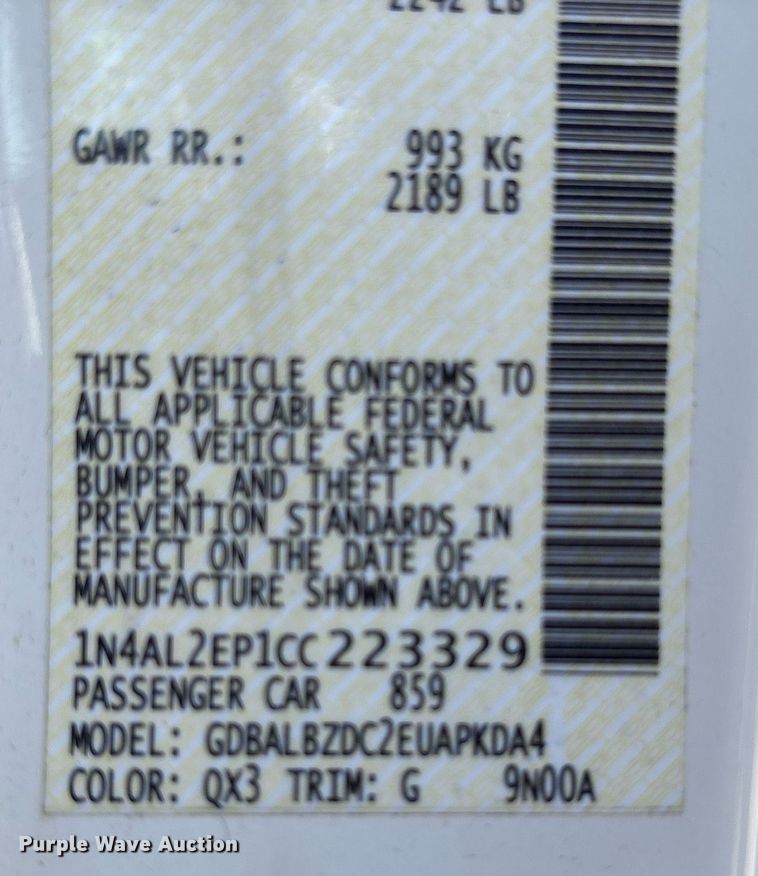 2242 LB
GAWR RR.: 993 KG
2189 LB
THIS VEHICLE CONFORMS TO
ALL APPLICABLE FEDERAL
MOTOR VEHICLE SAFETY,
BUMPER, AND THEFT
PREVENTION STANDARDS IN
EFFECT ON THE DATE OF
MANUFACTURE SHOWN ABOVE.
1N4AL2EP1CC223329
PASSENGER CAR 859
MODEL: GDBALBZDC2EUAPKDA4
COLOR: QX3 TRIM: G 9N00A
Purple Wave Auction